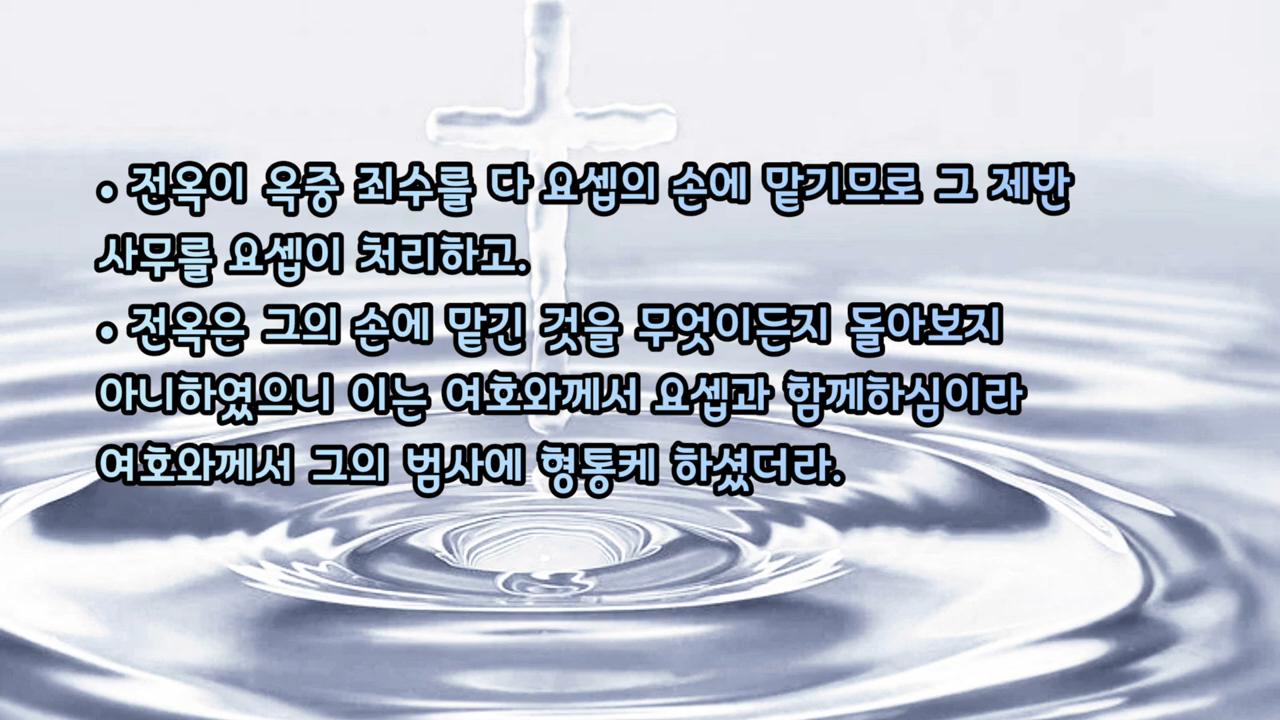 • 전옥이 옥중 죄수를 다 요셉의 손에 맡기므로 그 제반
사무를 요셉이 처리하고.
• 전옥은 그의 손에 맡긴 것을 무엇이든지 돌아보지
아니하였으니 이는 여호와께서 요셉과 함께하심이라
여호와께서 그의 범사에 형통케 하셨더라.